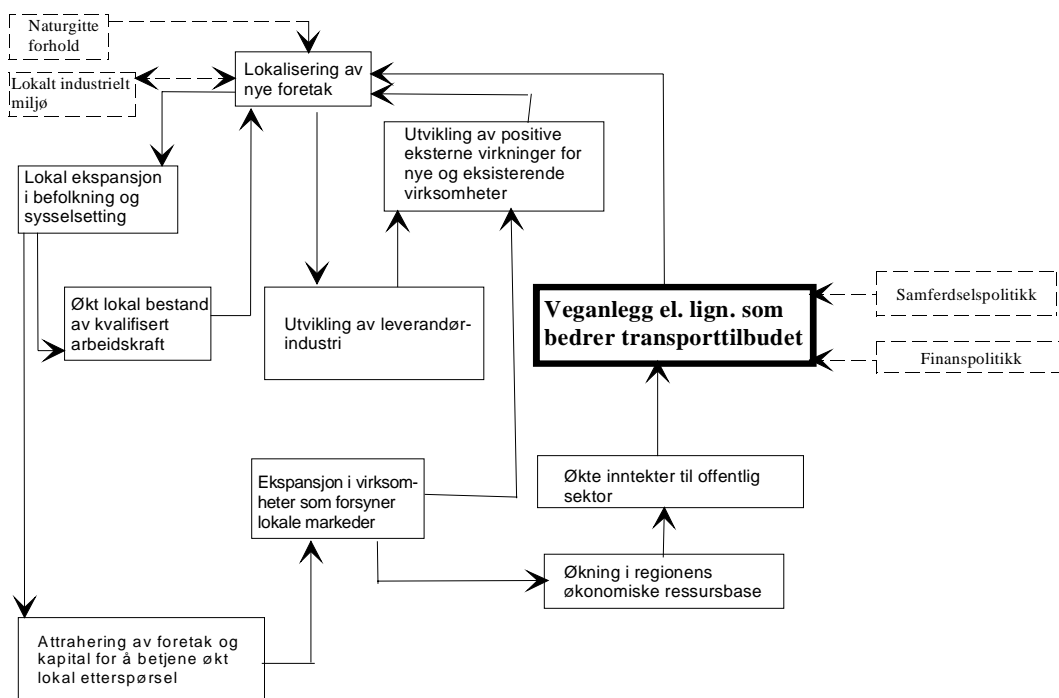 Naturgitte
forhold
Lokalt industrielt
miljø
Lokalisering av
nye foretak
Utvikling av positive
eksterne virkninger for
nye og eksisterende
virksomheter
Lokal ekspansjon
i befolkning og
sysselsetting
Økt lokal bestand
av kvalifisert
arbeidskraft
Utvikling av leverandør-
industri
Veganlegg el. lign. som
bedrer transporttilbudet
Samferdselspolitikk
Finanspolitikk
Ekspansjon i virksom-
heter som forsyner
lokale markeder
Økte inntekter til offentlig
sektor
Økning i regionens
økonomiske ressursbase
Attrahering av foretak og
kapital for å betjene økt
lokal etterspørsel